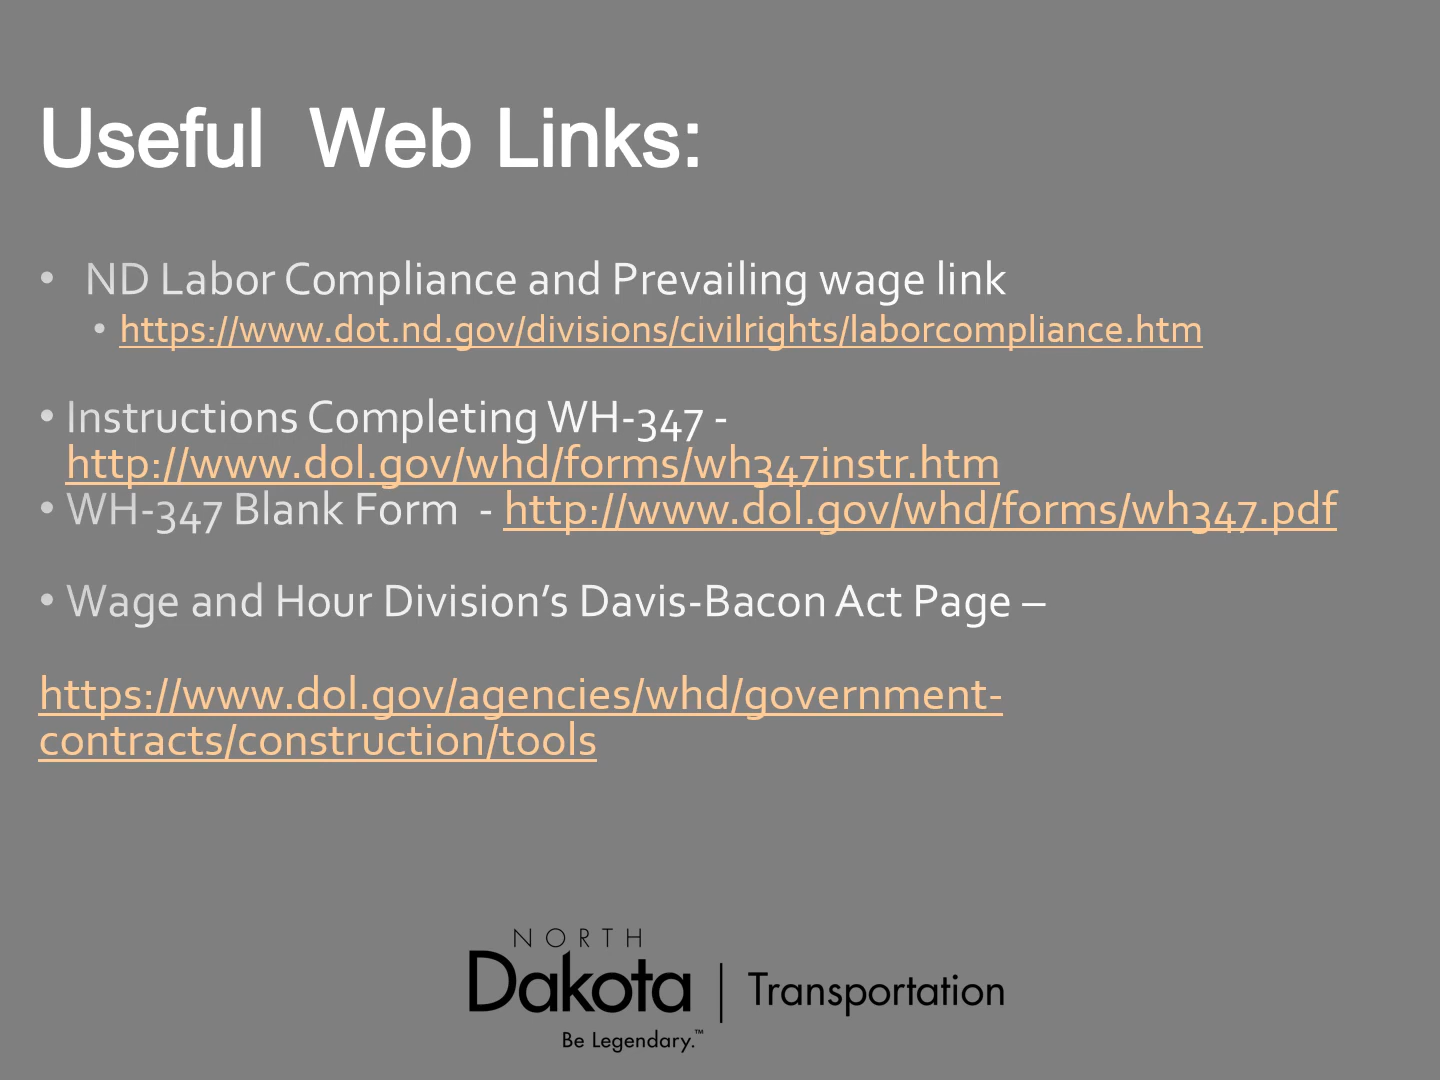 Useful  Web Links:
•  ND Labor Compliance and Prevailing wage link
• https://www.dot.nd.gov/divisions/civilrights/laborcompliance.htm
• Instructions Completing WH-347 -
http://www.dol.gov/whd/forms/wh347instr.htm
• WH-347 Blank Form  - http://www.dol.gov/whd/forms/wh347.pdf
• Wage and Hour Division’s Davis-Bacon Act Page –
https://www.dol.gov/agencies/whd/government-
contracts/construction/tools
NORTH
Dakota | Transportation
Be Legendary.™